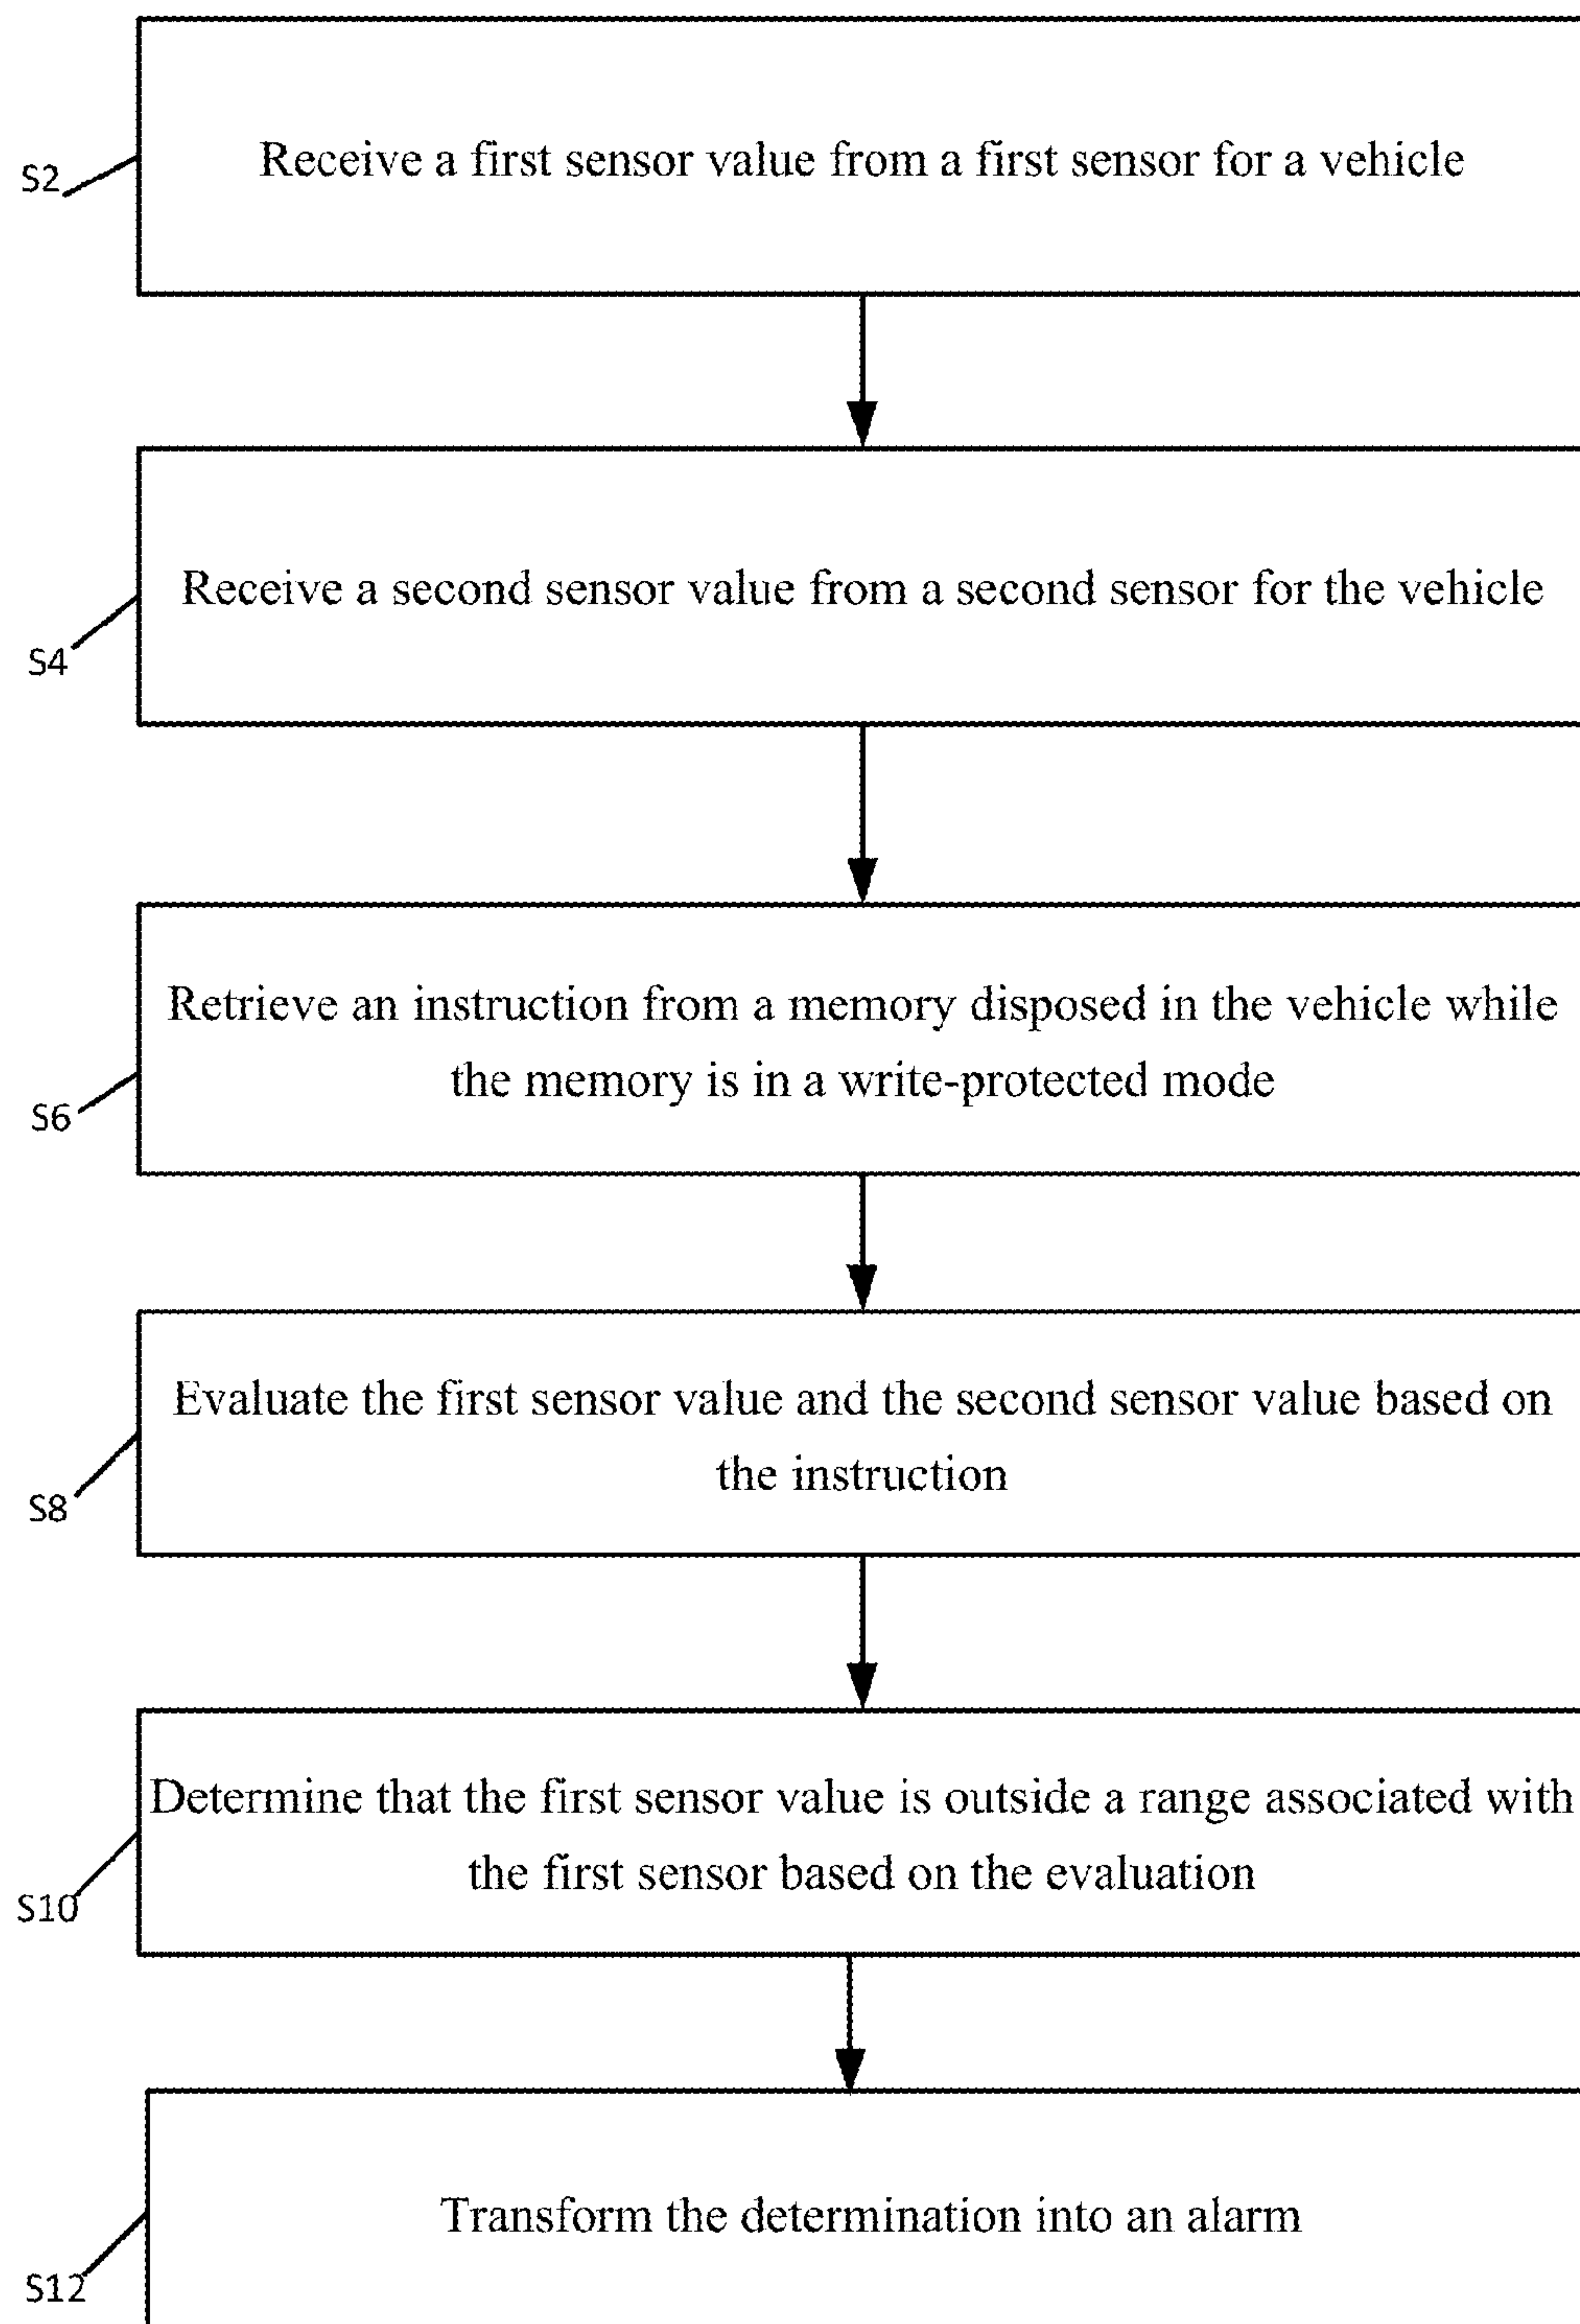 S2
Receive a first sensor value from a first sensor for a vehicle
S4
Receive a second sensor value from a second sensor for the vehicle
S6
Retrieve an instruction from a memory disposed in the vehicle while
the memory is in a write-protected mode
S8
Evaluate the first sensor value and the second sensor value based on
the instruction
S10
Determine that the first sensor value is outside a range associated with
the first sensor based on the evaluation
S12
Transform the determination into an alarm